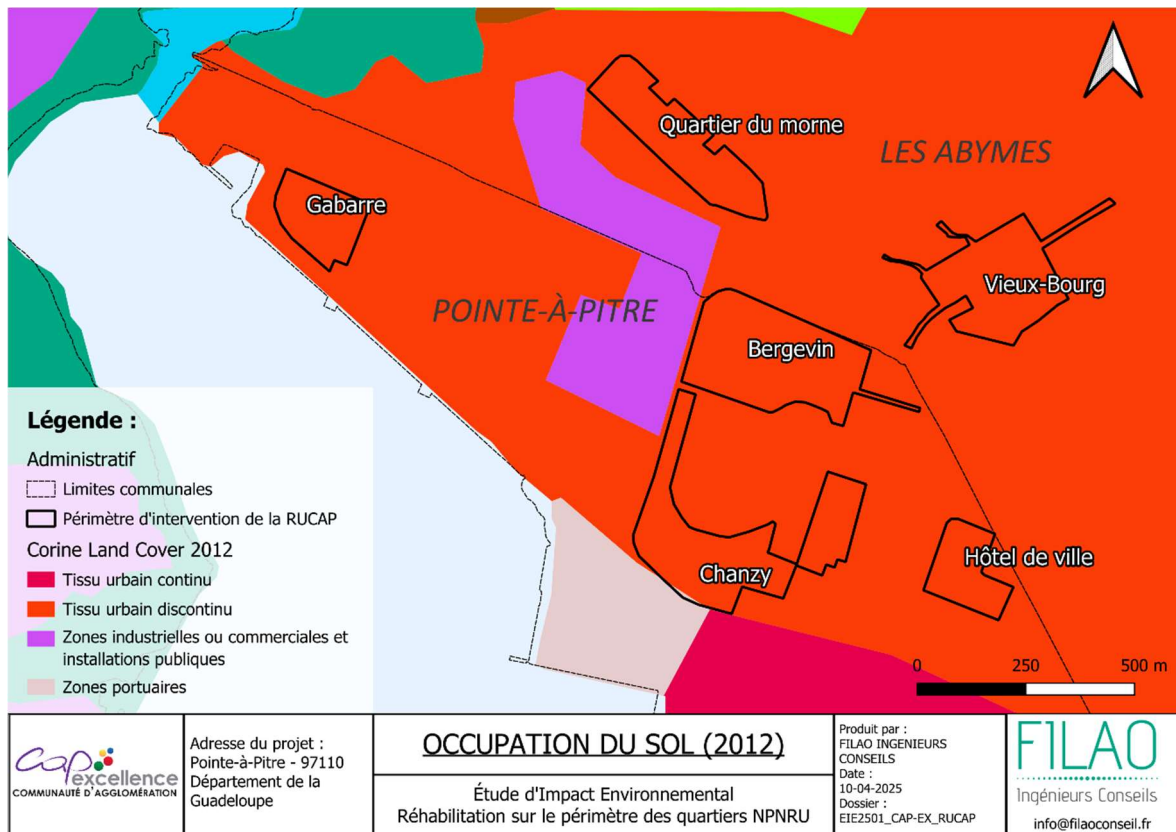 Quartier du morne
LES ABYMES
Gabarre
Vieux-Bourg
POINTE-À-PITRE
Bergevin
Chanzy
Hôtel de ville
0 250 500 m
Légende :
Administratif
Limites communales
Périmètre d'intervention de la RUCAP
Corine Land Cover 2012
Tissu urbain continu
Tissu urbain discontinu
Zones industrielles ou commerciales et
installations publiques
Zones portuaires
Cap excellence
COMMUNAUTÉ D'AGGLOMÉRATION
Adresse du projet :
Pointe-à-Pitre - 97110
Département de la
Guadeloupe
OCCUPATION DU SOL (2012)
Étude d'Impact Environnemental
Réhabilitation sur le périmètre des quartiers NPNRU
Produit par :
FILAO INGENIEURS
CONSEILS
Date :
10-04-2025
Dossier :
EIE2501_CAP-EX_RUCAP
FILAO
Ingénieurs Conseils
info@filaoconseil.fr